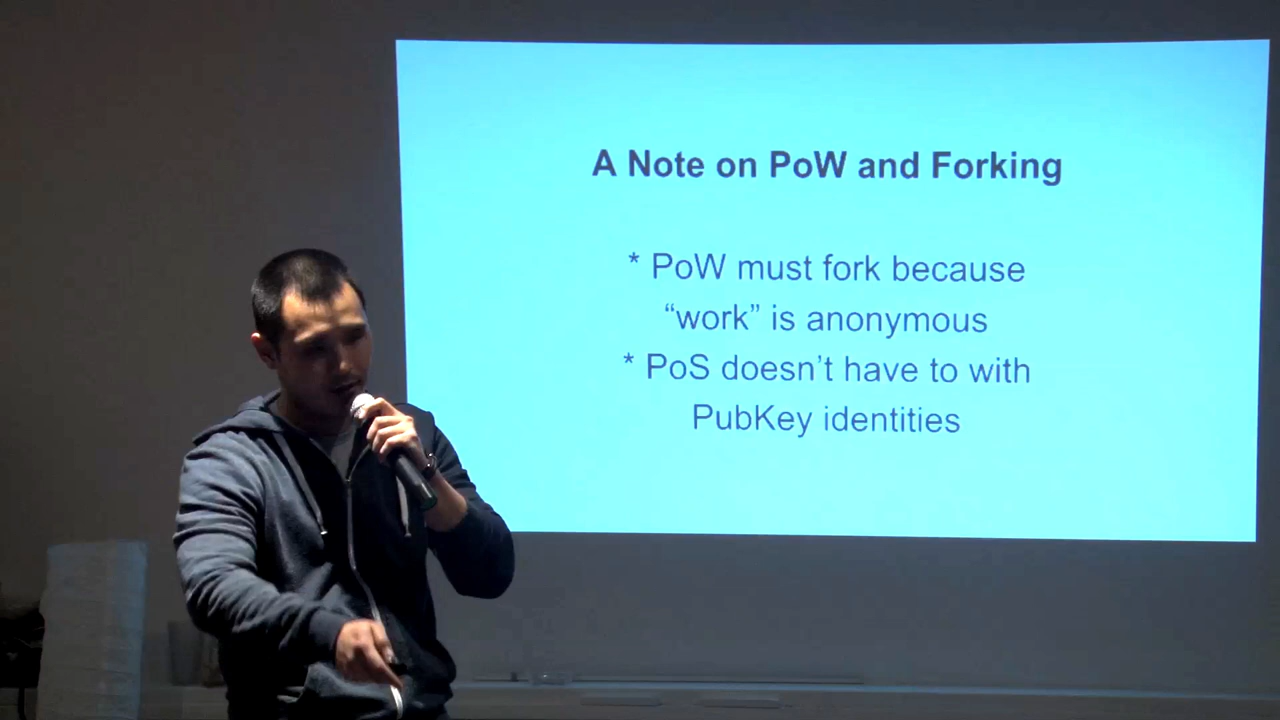 A Note on PoW and Forking
* PoW must fork because
“work” is anonymous
* PoS doesn’t have to with
PubKey identities